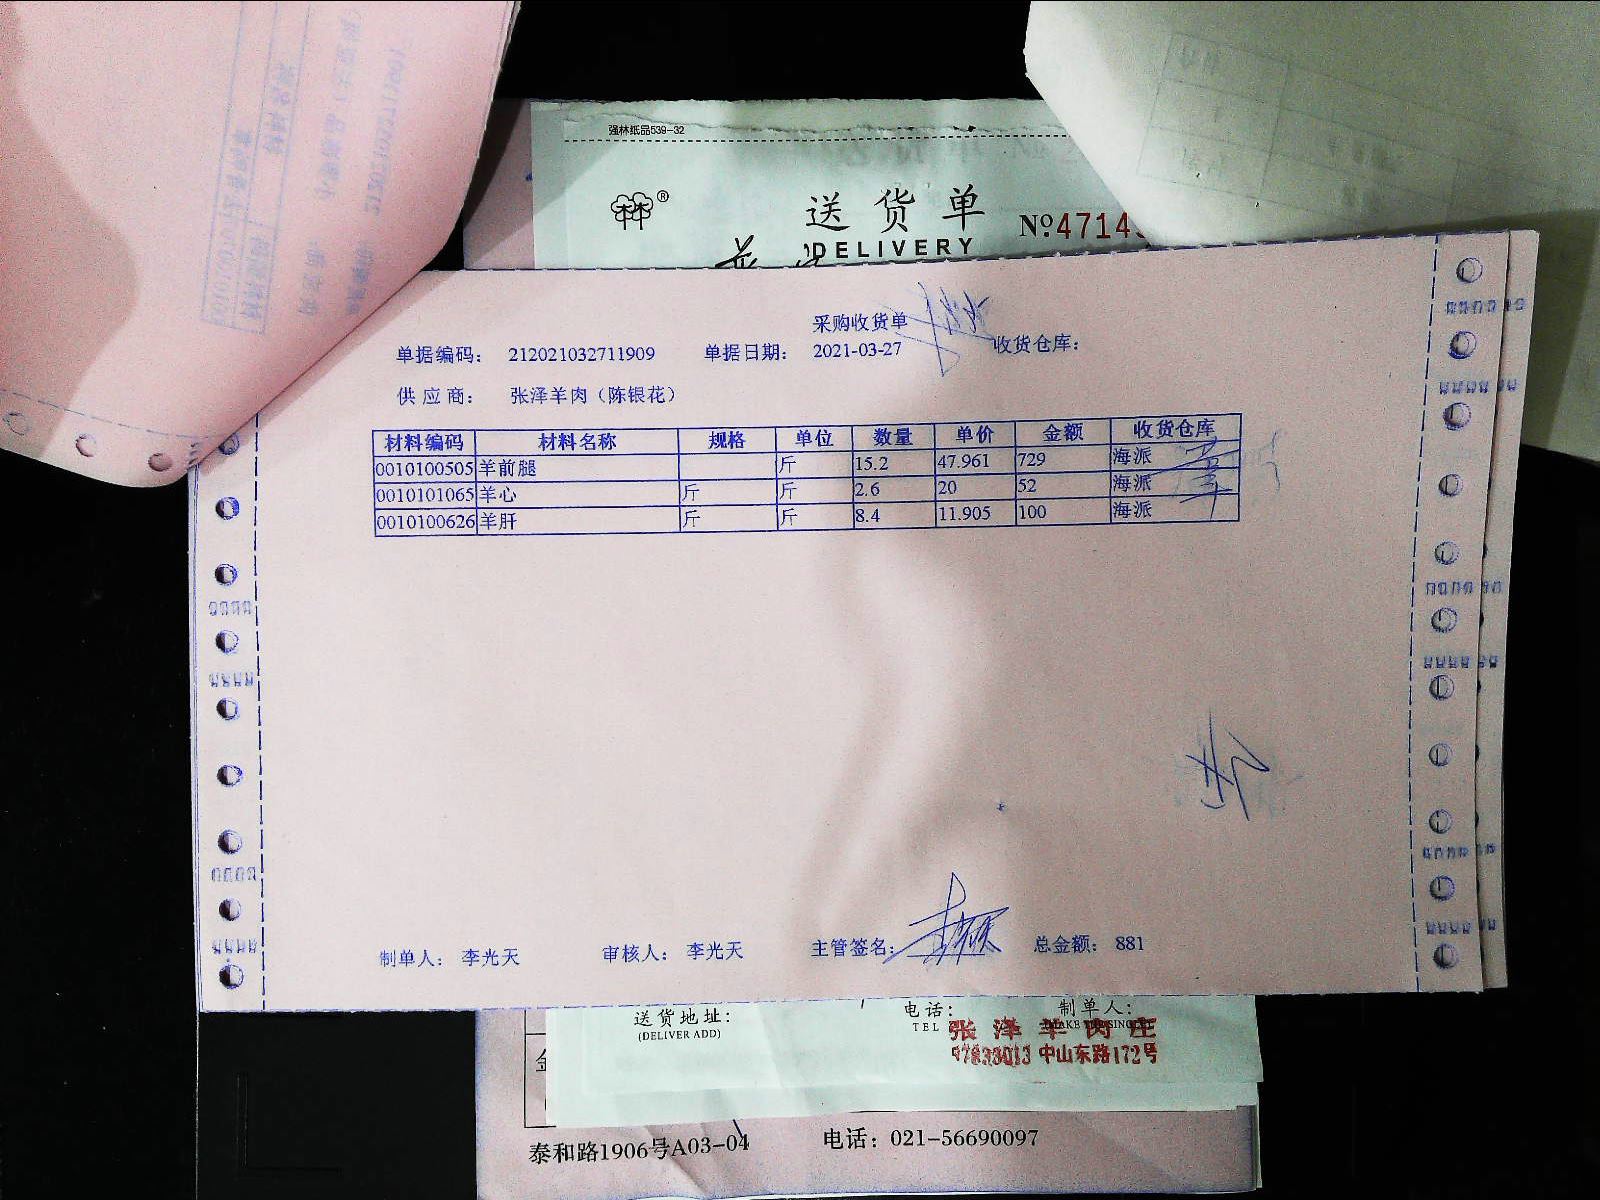 强林纸品539-32
林林®
送货单
DELIVERY
№4714
采购收货单
单据编码： 212021032711909 单据日期： 2021-03-27 收货仓库：
供应商： 张泽羊肉（陈银花）
材料编码 材料名称 规格 单位 数量 单价 金额 收货仓库
0010100505 羊前腿 斤 15.2 47.961 729 海派
0010101065 羊心 斤 斤 2.6 20 52 海派
0010100626 羊肝 斤 斤 8.4 11.905 100 海派
制单人： 李光天 审核人： 李光天 主管签名： 总金额： 881
送货地址： 电话： 制单人：
(DELIVER ADD) TEL
张泽羊肉庄
中山东路172号
泰和路1906号A03-04 电话：021-56690097